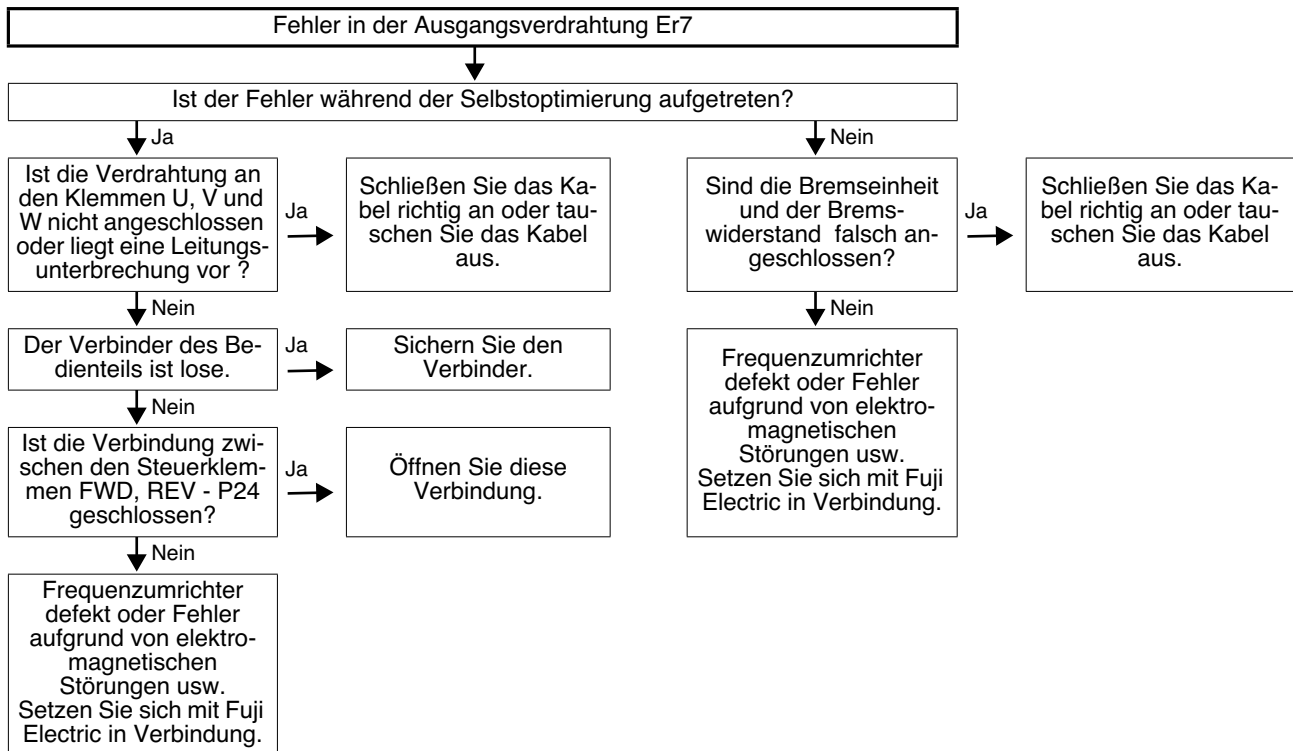 Fehler in der Ausgangsverdrahtung Er7
Ist der Fehler während der Selbstoptimierung aufgetreten?
Ja
Nein
Ist die Verdrahtung an
den Klemmen U, V und
W nicht angeschlossen
oder liegt eine Leitungs-
unterbrechung vor ?
Ja
Schließen Sie das Ka-
bel richtig an oder tau-
schen Sie das Kabel
aus.
Sind die Bremseinheit
und der Brems-
widerstand  falsch an-
geschlossen?
Ja
Schließen Sie das Ka-
bel richtig an oder tau-
schen Sie das Kabel
aus.
Nein
Nein
Der Verbinder des Be-
dienteils ist lose.
Ja
Sichern Sie den
Verbinder.
Frequenzumrichter
defekt oder Fehler
aufgrund von elektro-
magnetischen
Störungen usw.
Setzen Sie sich mit Fuji
Electric in Verbindung.
Nein
Ist die Verbindung zwi-
schen den Steuerklem-
men FWD, REV - P24
geschlossen?
Ja
Öffnen Sie diese
Verbindung.
Nein
Frequenzumrichter
defekt oder Fehler
aufgrund von elektro-
magnetischen
Störungen usw.
Setzen Sie sich mit Fuji
Electric in Verbindung.